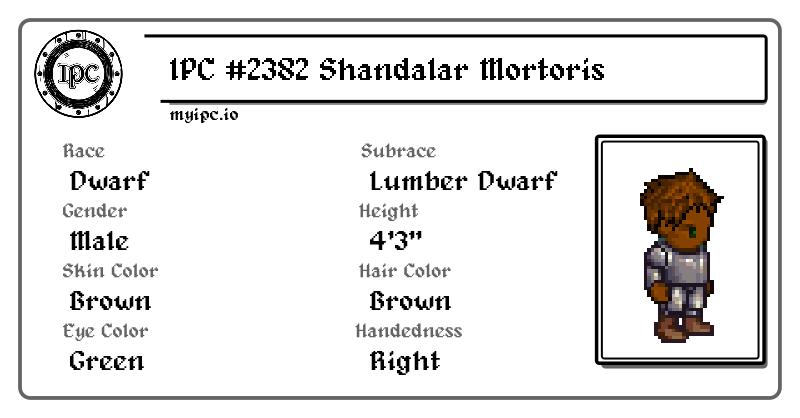 IPC
IPC #2382 Shandalar Mortoris
myipc.io
Race
Dwarf
Subrace
Lumber Dwarf
Gender
Male
Height
4'3"
Skin Color
Brown
Hair Color
Brown
Eye Color
Green
Handedness
Right